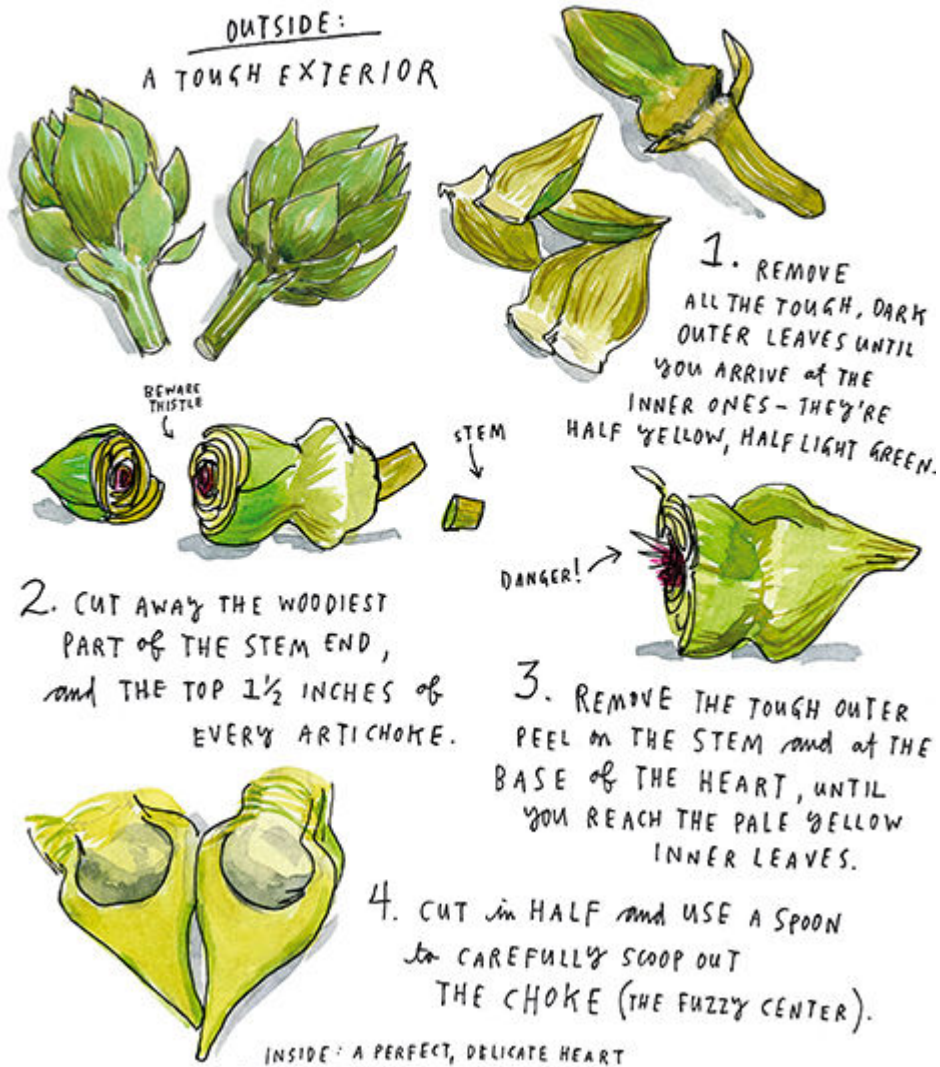 OUTSIDE:
A TOUGH EXTERIOR
1. REMOVE
ALL THE TOUGH, DARK
OUTER LEAVES UNTIL
YOU ARRIVE at THE
INNER ONES – THEY'RE
HALF YELLOW, HALF LIGHT GREEN.
BEWARE
THISTLE
STEM
2. CUT AWAY THE WOODIEST
PART of THE STEM END,
and THE TOP 1½ INCHES of
EVERY ARTICHOKE.
DANGER!
3. REMOVE THE TOUGH OUTER
PEEL on THE STEM and at THE
BASE of THE HEART, UNTIL
YOU REACH THE PALE YELLOW
INNER LEAVES.
4. CUT in HALF and USE A SPOON
to CAREFULLY SCOOP OUT
THE CHOKE (THE FUZZY CENTER).
INSIDE: A PERFECT, DELICATE HEART